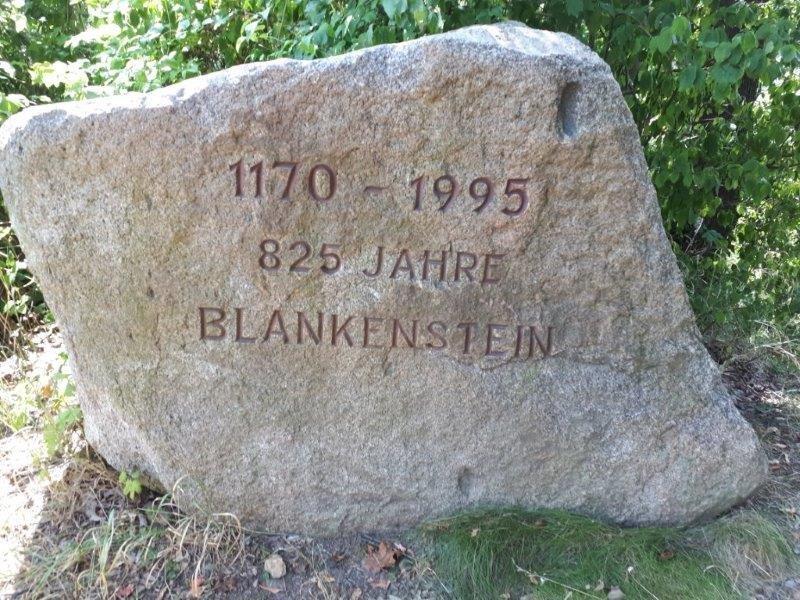 1170 - 1995
825 JAHRE
BLANKENSTEIN